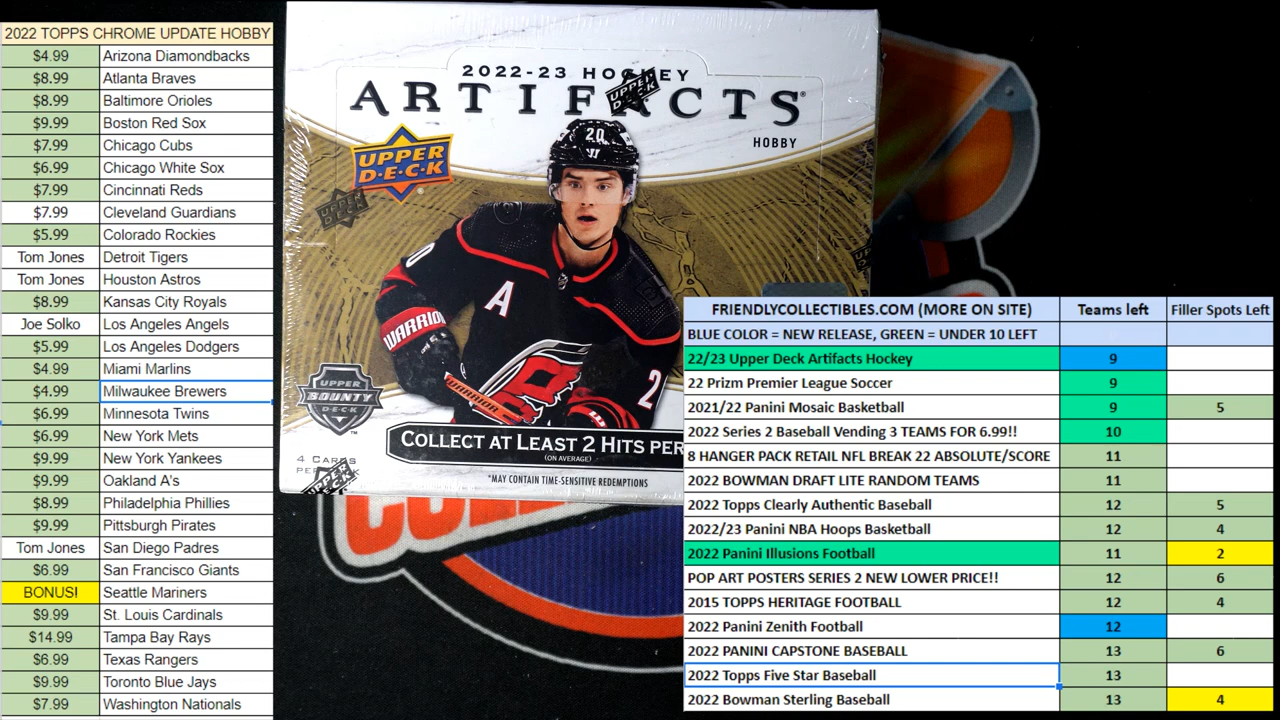 2022 TOPPS CHROME UPDATE HOBBY
$4.99 Arizona Diamondbacks
$8.99 Atlanta Braves
$8.99 Baltimore Orioles
$9.99 Boston Red Sox
$7.99 Chicago Cubs
$6.99 Chicago White Sox
$7.99 Cincinnati Reds
$7.99 Cleveland Guardians
$5.99 Colorado Rockies
Tom Jones Detroit Tigers
Tom Jones Houston Astros
$8.99 Kansas City Royals
Joe Solko Los Angeles Angels
$5.99 Los Angeles Dodgers
$4.99 Miami Marlins
$4.99 Milwaukee Brewers
$6.99 Minnesota Twins
$6.99 New York Mets
$9.99 New York Yankees
$9.99 Oakland A's
$8.99 Philadelphia Phillies
$9.99 Pittsburgh Pirates
Tom Jones San Diego Padres
$6.99 San Francisco Giants
BONUS! Seattle Mariners
$9.99 St. Louis Cardinals
$14.99 Tampa Bay Rays
$6.99 Texas Rangers
$9.99 Toronto Blue Jays
$7.99 Washington Nationals
2022-23 HOCKEY
ARTIFACTS
UPPER DECK
HOBBY
UPPER
D·E·C·K
UPPER DECK
20
A
20
WARRIOR
2
WARRIOR
UPPER
BOUNTY
DECK
COLLECT AT LEAST 2 HITS PER
(ON AVERAGE)
4 CARDS
PER
*MAY CONTAIN TIME-SENSITIVE REDEMPTIONS
UPPER DECK
FRIENDLYCOLLECTIBLES.COM (MORE ON SITE) Teams left Filler Spots Left
BLUE COLOR = NEW RELEASE, GREEN = UNDER 10 LEFT
22/23 Upper Deck Artifacts Hockey 9
22 Prizm Premier League Soccer 9
2021/22 Panini Mosaic Basketball 9 5
2022 Series 2 Baseball Vending 3 TEAMS FOR 6.99!! 10
8 HANGER PACK RETAIL NFL BREAK 22 ABSOLUTE/SCORE 11
2022 BOWMAN DRAFT LITE RANDOM TEAMS 11
2022 Topps Clearly Authentic Baseball 12 5
2022/23 Panini NBA Hoops Basketball 12 4
2022 Panini Illusions Football 11 2
POP ART POSTERS SERIES 2 NEW LOWER PRICE!! 12 6
2015 TOPPS HERITAGE FOOTBALL 12 4
2022 Panini Zenith Football 12
2022 PANINI CAPSTONE BASEBALL 13 6
2022 Topps Five Star Baseball 13
2022 Bowman Sterling Baseball 13 4